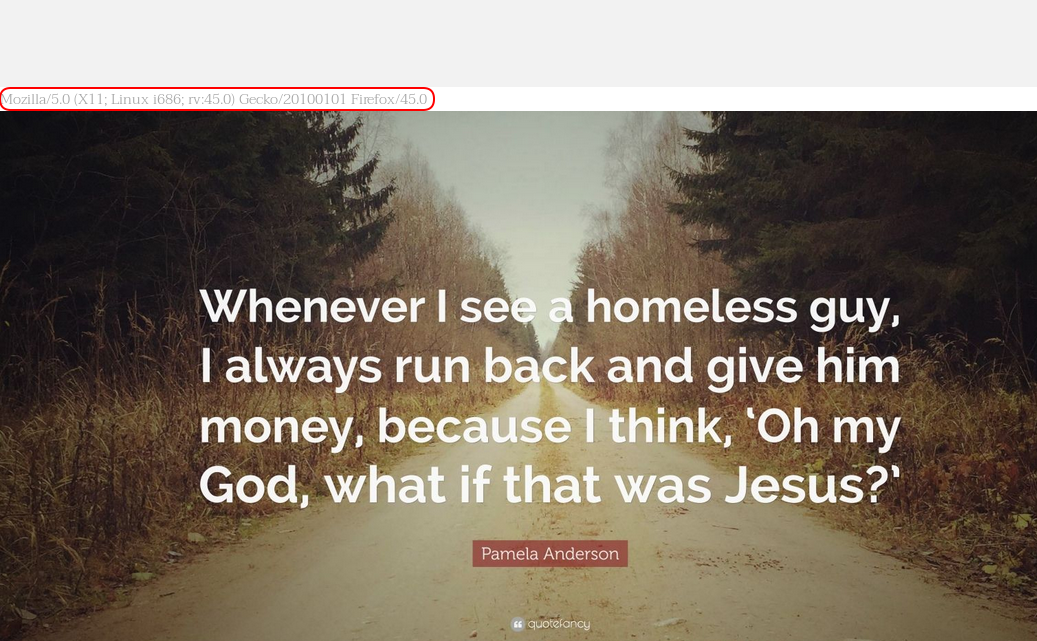 Mozilla/5.0 (X11; Linux i686; rv:45.0) Gecko/20100101 Firefox/45.0
Whenever I see a homeless guy,
I always run back and give him
money, because I think, ‘Oh my
God, what if that was Jesus?’
Pamela Anderson
quotefancy